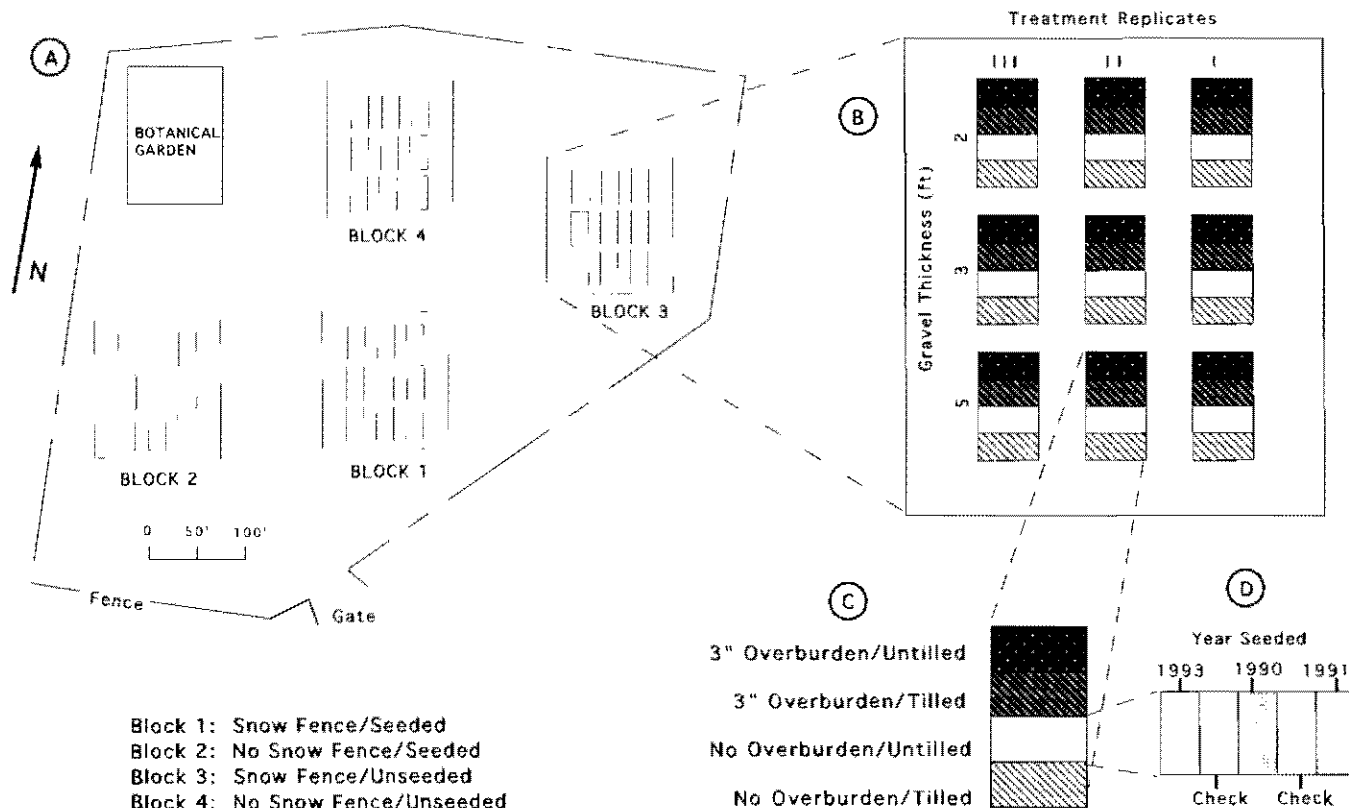 Treatment Replicates
A
III II I
B
BOTANICAL
GARDEN
2
Gravel Thickness (ft)
N
BLOCK 4
3
BLOCK 3
5
BLOCK 2
BLOCK 1
0 50' 100'
Fence
Gate
C
D
3" Overburden/Untilled
Year Seeded
1993 1990 1991
3" Overburden/Tilled
No Overburden/Untilled
No Overburden/Tilled
Check Check
Block 1: Snow Fence/Seeded
Block 2: No Snow Fence/Seeded
Block 3: Snow Fence/Unseeded
Block 4: No Snow Fence/Unseeded